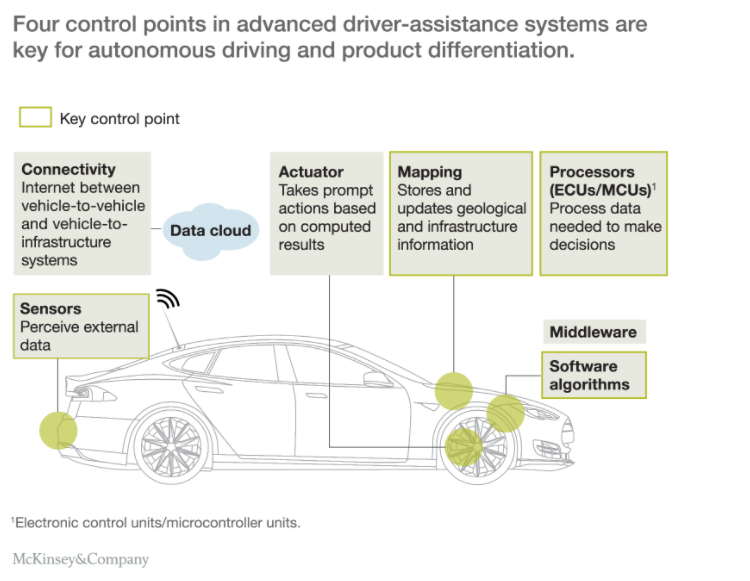 Four control points in advanced driver-assistance systems are
key for autonomous driving and product differentiation.
Key control point
Connectivity
Internet between
vehicle-to-vehicle
and vehicle-to-
infrastructure
systems
Data cloud
Actuator
Takes prompt
actions based
on computed
results
Mapping
Stores and
updates geological
and infrastructure
information
Processors
(ECUs/MCUs)¹
Process data
needed to make
decisions
Sensors
Perceive external
data
Middleware
Software
algorithms
¹Electronic control units/microcontroller units.
McKinsey&Company